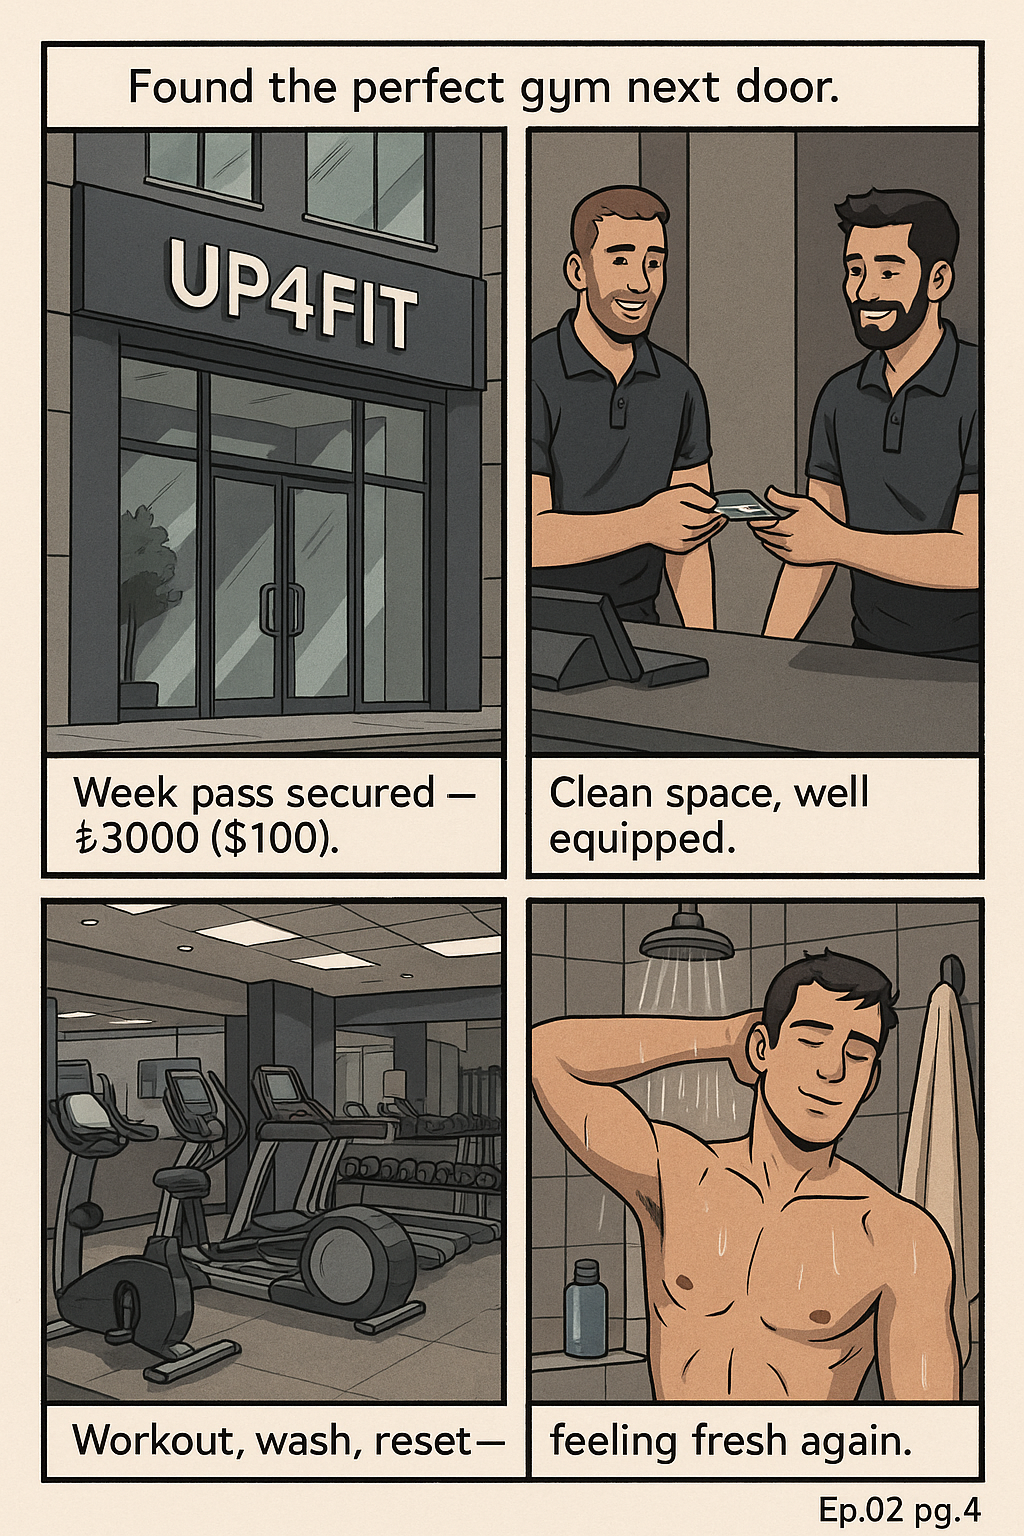 Found the perfect gym next door.
UP4FIT
Week pass secured —
₺3000 ($100).
Clean space, well
equipped.
Workout, wash, reset—
feeling fresh again.
Ep.02 pg.4